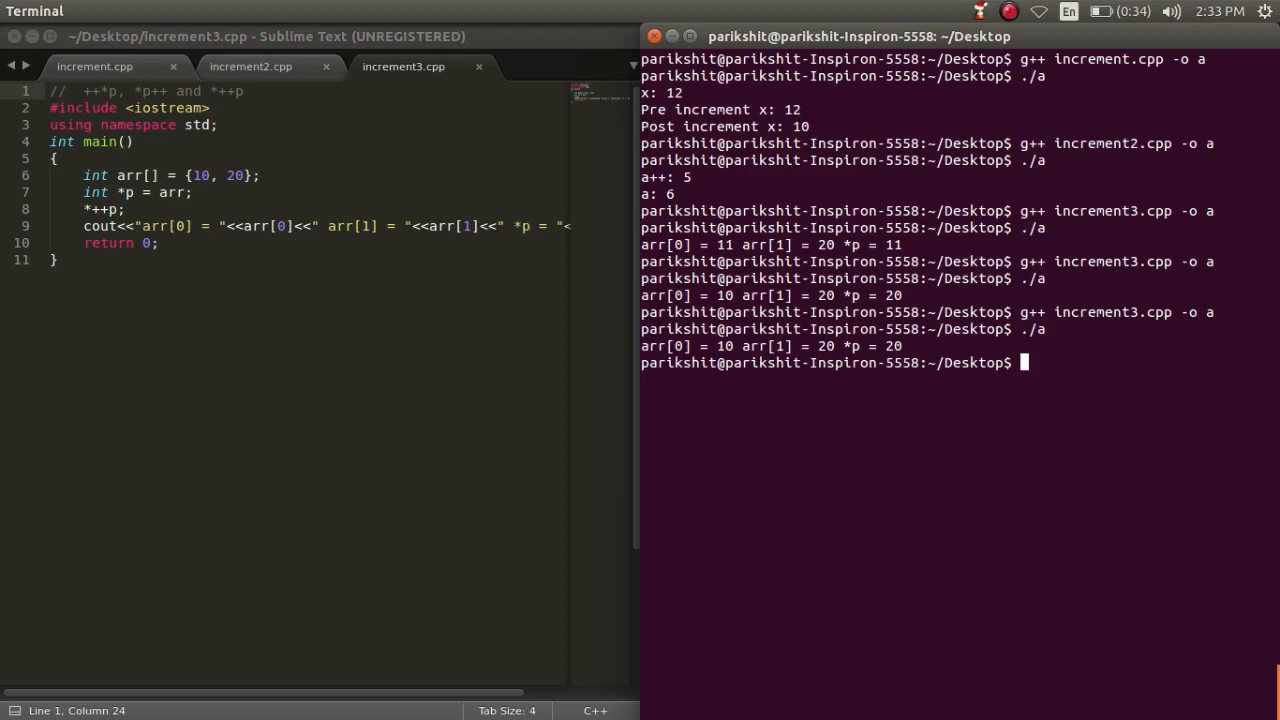 Terminal
En
(0:34)
2:33 PM
~/Desktop/increment3.cpp - Sublime Text (UNREGISTERED)
increment.cpp
increment2.cpp
increment3.cpp
1 // ++*p, *p++ and *++p
2 #include <iostream>
3 using namespace std;
4 int main()
5 {
6 int arr[] = {10, 20};
7 int *p = arr;
8 *++p;
9 cout<<"arr[0] = "<<arr[0]<<" arr[1] = "<<arr[1]<<" *p = "<
10 return 0;
11 }
Line 1, Column 24
Tab Size: 4
C++
parikshit@parikshit-Inspiron-5558: ~/Desktop
parikshit@parikshit-Inspiron-5558:~/Desktop$ g++ increment.cpp -o a
parikshit@parikshit-Inspiron-5558:~/Desktop$ ./a
x: 12
Pre increment x: 12
Post increment x: 10
parikshit@parikshit-Inspiron-5558:~/Desktop$ g++ increment2.cpp -o a
parikshit@parikshit-Inspiron-5558:~/Desktop$ ./a
a++: 5
a: 6
parikshit@parikshit-Inspiron-5558:~/Desktop$ g++ increment3.cpp -o a
parikshit@parikshit-Inspiron-5558:~/Desktop$ ./a
arr[0] = 11 arr[1] = 20 *p = 11
parikshit@parikshit-Inspiron-5558:~/Desktop$ g++ increment3.cpp -o a
parikshit@parikshit-Inspiron-5558:~/Desktop$ ./a
arr[0] = 10 arr[1] = 20 *p = 20
parikshit@parikshit-Inspiron-5558:~/Desktop$ g++ increment3.cpp -o a
parikshit@parikshit-Inspiron-5558:~/Desktop$ ./a
arr[0] = 10 arr[1] = 20 *p = 20
parikshit@parikshit-Inspiron-5558:~/Desktop$